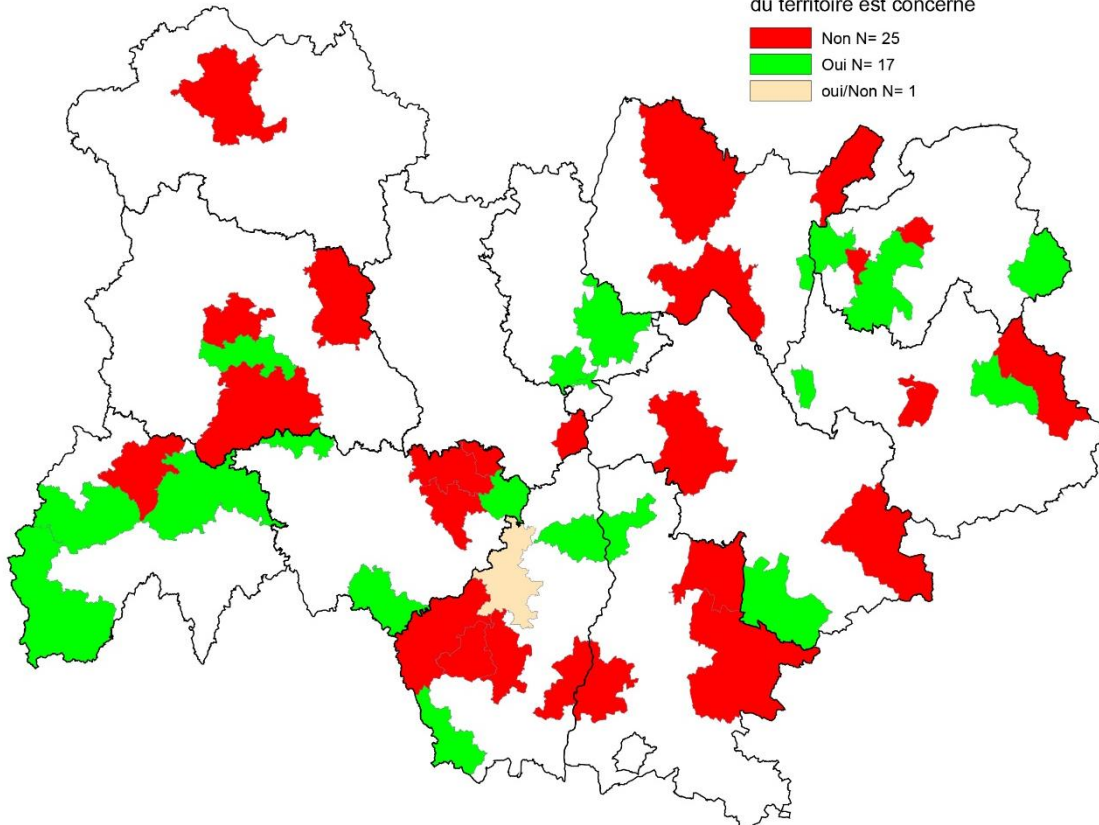 du territoire est concerné
Non N= 25
Oui N= 17
oui/Non N= 1